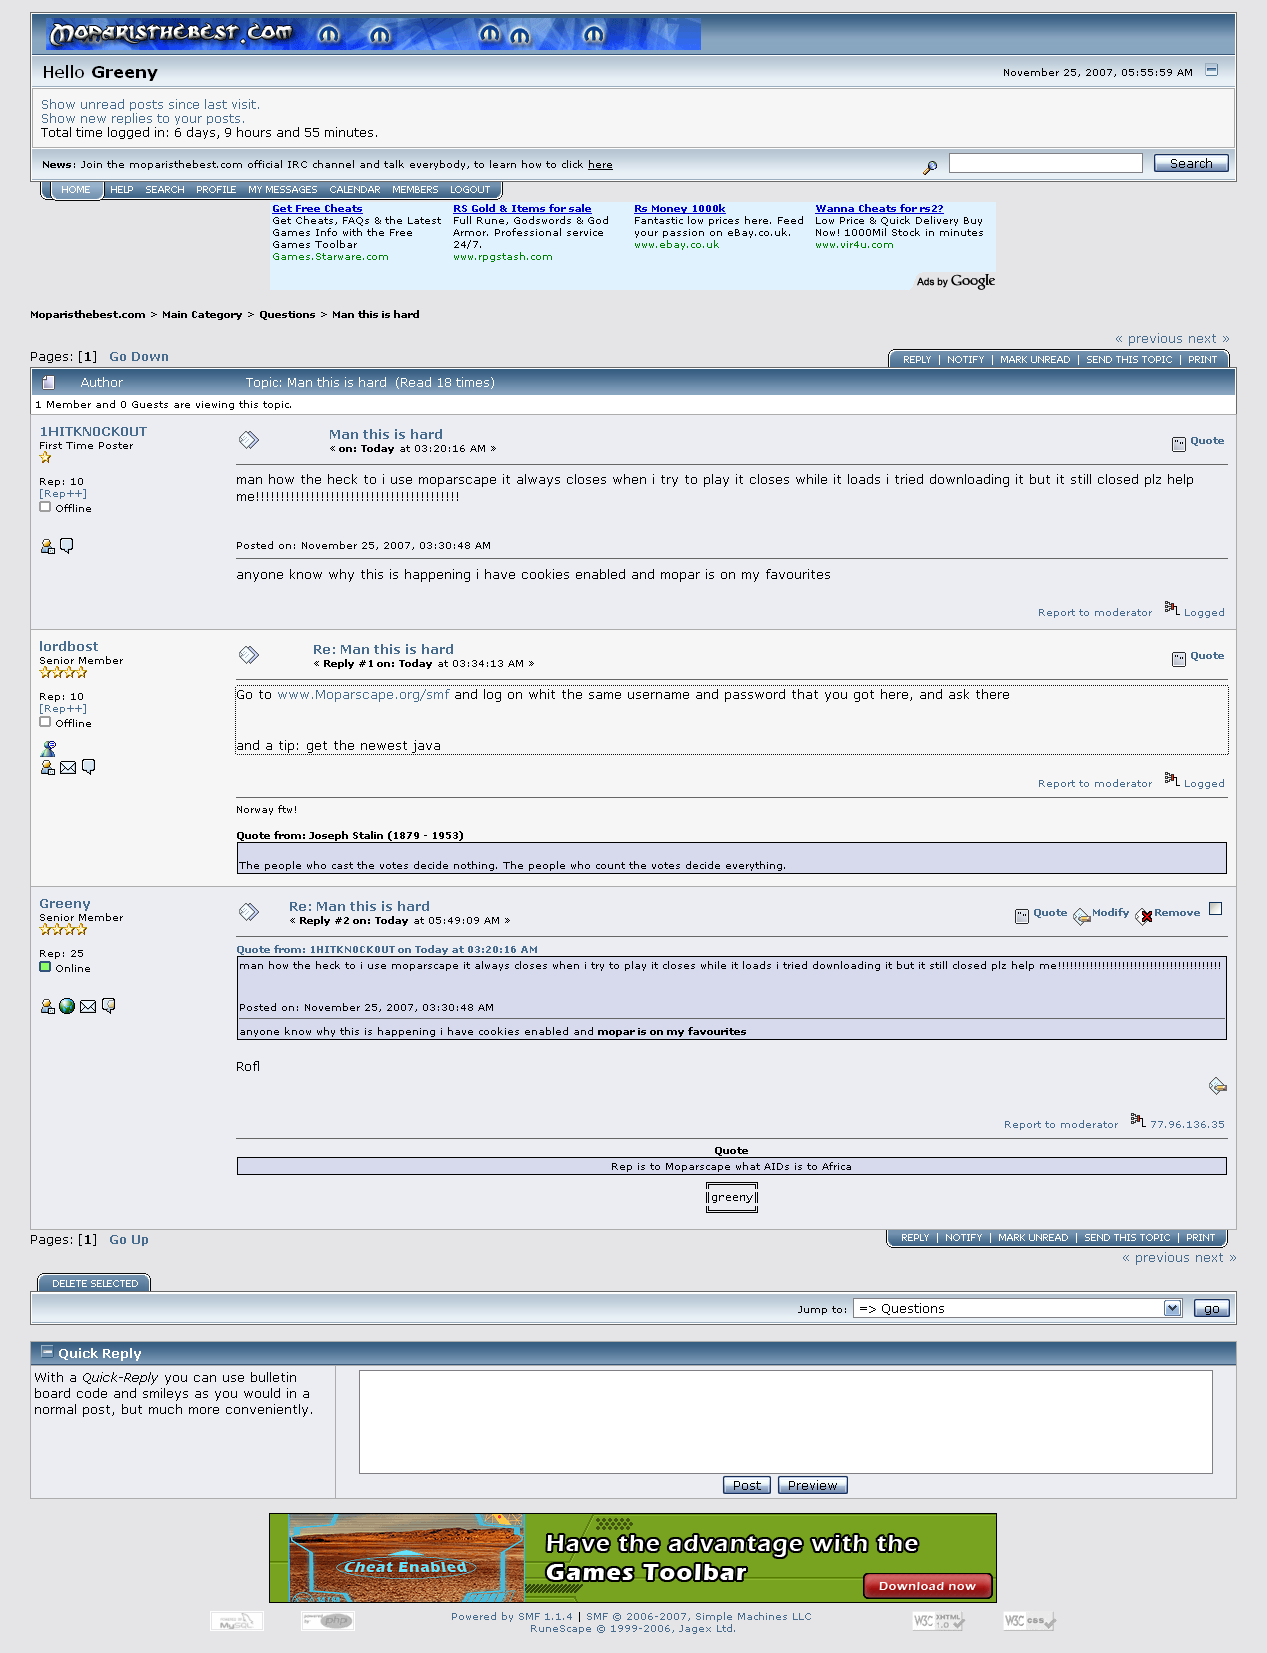 Moparisthebest.com
Hello Greeny
November 25, 2007, 05:55:59 AM
Show unread posts since last visit.
Show new replies to your posts.
Total time logged in: 6 days, 9 hours and 55 minutes.
News: Join the moparisthebest.com official IRC channel and talk everybody, to learn how to click here
Search
HOME HELP SEARCH PROFILE MY MESSAGES CALENDAR MEMBERS LOGOUT
Get Free Cheats
Get Cheats, FAQs & the Latest
Games Info with the Free
Games Toolbar
Games.Starware.com
RS Gold & Items for sale
Full Rune, Godswords & God
Armor. Professional service
24/7.
www.rpgstash.com
Rs Money 1000k
Fantastic low prices here. Feed
your passion on eBay.co.uk.
www.ebay.co.uk
Wanna Cheats for rs2?
Low Price & Quick Delivery Buy
Now! 1000Mil Stock in minutes
www.vir4u.com
Ads by Google
Moparisthebest.com > Main Category > Questions > Man this is hard
« previous next »
Pages: [1] Go Down
REPLY | NOTIFY | MARK UNREAD | SEND THIS TOPIC | PRINT
Author Topic: Man this is hard (Read 18 times)
1 Member and 0 Guests are viewing this topic.
1HITKNOCKOUT
First Time Poster
Rep: 10
[Rep++]
Offline
Man this is hard
« on: Today at 03:20:16 AM »
Quote
man how the heck to i use moparscape it always closes when i try to play it closes while it loads i tried downloading it but it still closed plz help
me!!!!!!!!!!!!!!!!!!!!!!!!!!!!!!!!!!!!!!!!!
Posted on: November 25, 2007, 03:30:48 AM
anyone know why this is happening i have cookies enabled and mopar is on my favourites
Report to moderator Logged
lordbost
Senior Member
Rep: 10
[Rep++]
Offline
Re: Man this is hard
« Reply #1 on: Today at 03:34:13 AM »
Quote
Go to www.Moparscape.org/smf and log on whit the same username and password that you got here, and ask there
and a tip: get the newest java
Report to moderator Logged
Norway ftw!
Quote from: Joseph Stalin (1879 - 1953)
The people who cast the votes decide nothing. The people who count the votes decide everything.
Greeny
Senior Member
Rep: 25
Online
Re: Man this is hard
« Reply #2 on: Today at 05:49:09 AM »
Quote Modify Remove
Quote from: 1HITKNOCKOUT on Today at 03:20:16 AM
man how the heck to i use moparscape it always closes when i try to play it closes while it loads i tried downloading it but it still closed plz help me!!!!!!!!!!!!!!!!!!!!!!!!!!!!!!!!!!!!!!!!!
Posted on: November 25, 2007, 03:30:48 AM
anyone know why this is happening i have cookies enabled and mopar is on my favourites
Rofl
Report to moderator 77.96.136.35
Quote
Rep is to Moparscape what AIDs is to Africa
greeny
Pages: [1] Go Up
REPLY | NOTIFY | MARK UNREAD | SEND THIS TOPIC | PRINT
« previous next »
DELETE SELECTED
Jump to: => Questions go
Quick Reply
With a Quick-Reply you can use bulletin
board code and smileys as you would in a
normal post, but much more conveniently.
Post Preview
Cheat Enabled
Have the advantage with the
Games Toolbar
Download now
MySQL
php
Powered by SMF 1.1.4 | SMF © 2006-2007, Simple Machines LLC
RuneScape © 1999-2006, Jagex Ltd.
W3C XHTML 1.0
W3C css